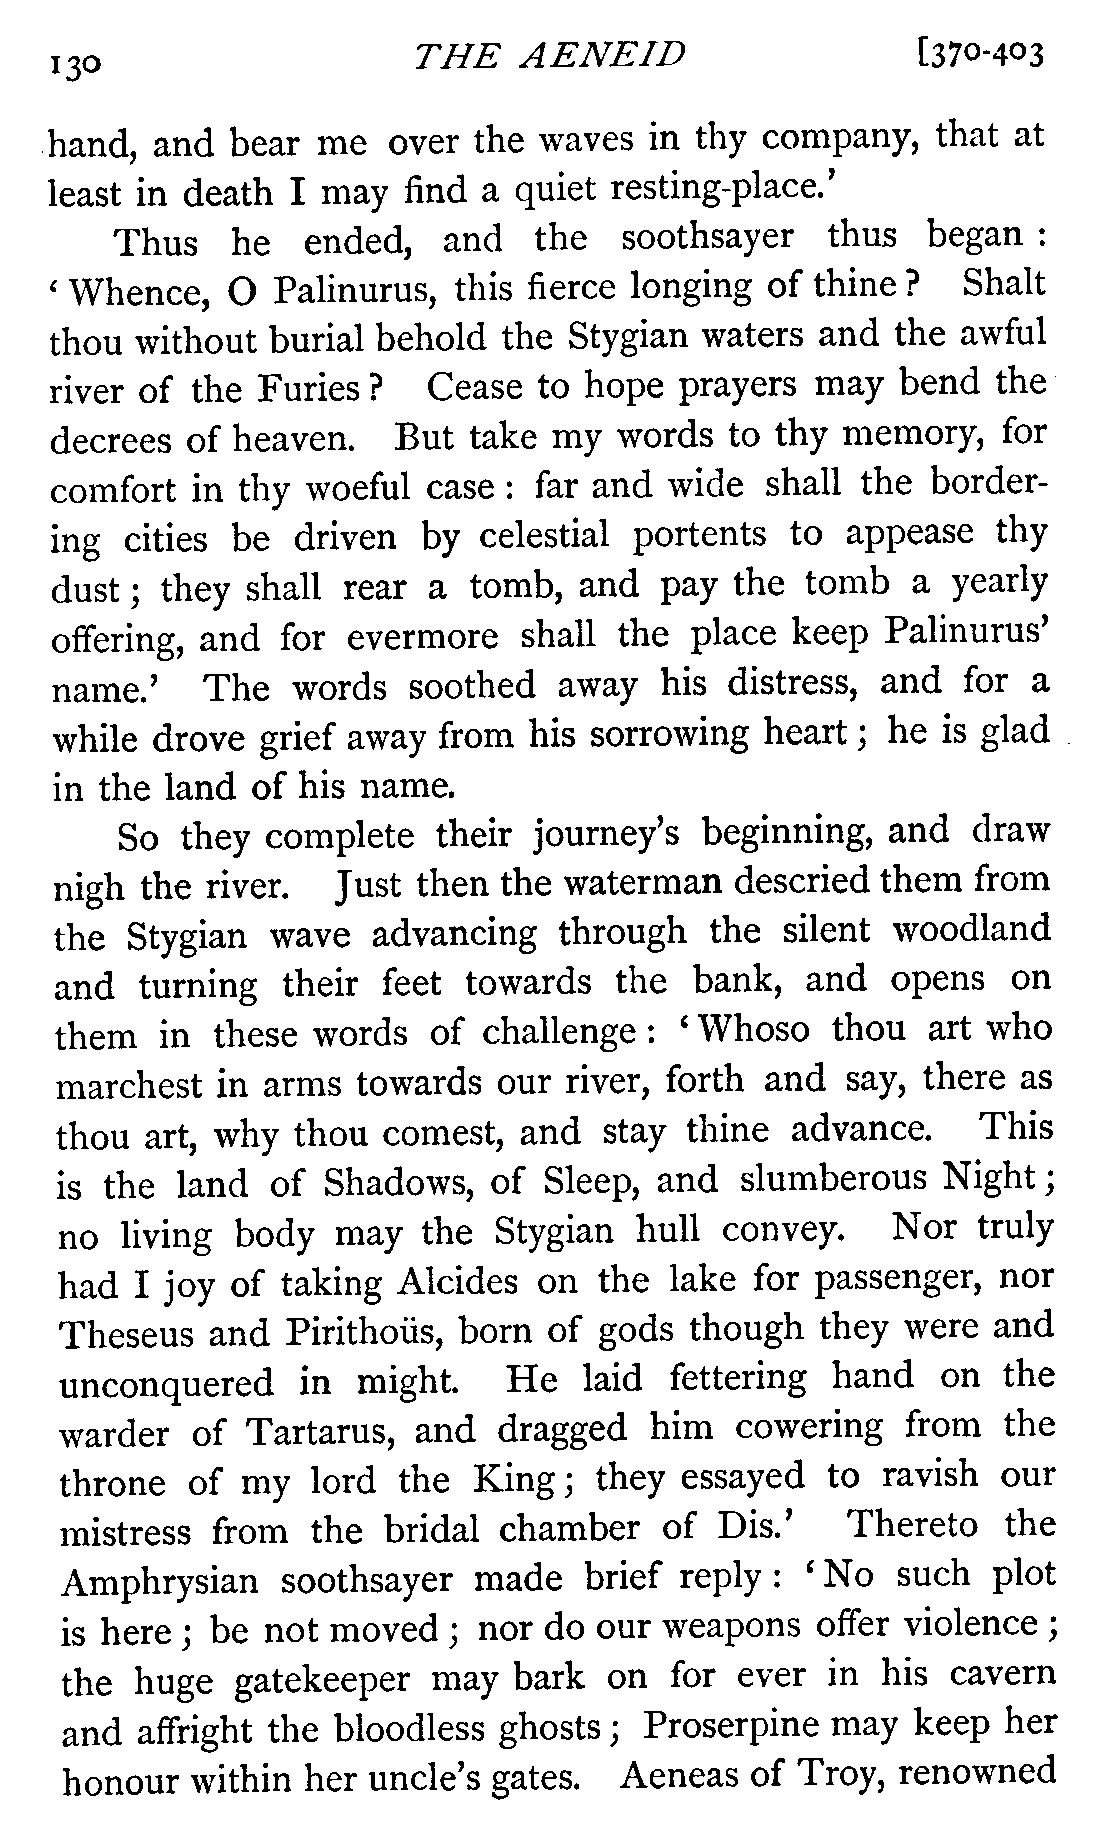 130 THE AENEID [370-403
hand, and bear me over the waves in thy company, that at
least in death I may find a quiet resting-place.'
Thus he ended, and the soothsayer thus began :
‘ Whence, O Palinurus, this fierce longing of thine ? Shalt
thou without burial behold the Stygian waters and the awful
river of the Furies ? Cease to hope prayers may bend the
decrees of heaven. But take my words to thy memory, for
comfort in thy woeful case : far and wide shall the border-
ing cities be driven by celestial portents to appease thy
dust ; they shall rear a tomb, and pay the tomb a yearly
offering, and for evermore shall the place keep Palinurus’
name.’ The words soothed away his distress, and for a
while drove grief away from his sorrowing heart ; he is glad
in the land of his name.
So they complete their journey’s beginning, and draw
nigh the river. Just then the waterman descried them from
the Stygian wave advancing through the silent woodland
and turning their feet towards the bank, and opens on
them in these words of challenge : ‘ Whoso thou art who
marchest in arms towards our river, forth and say, there as
thou art, why thou comest, and stay thine advance. This
is the land of Shadows, of Sleep, and slumberous Night ;
no living body may the Stygian hull convey. Nor truly
had I joy of taking Alcides on the lake for passenger, nor
Theseus and Pirithoüs, born of gods though they were and
unconquered in might. He laid fettering hand on the
warder of Tartarus, and dragged him cowering from the
throne of my lord the King ; they essayed to ravish our
mistress from the bridal chamber of Dis.’ Thereto the
Amphrysian soothsayer made brief reply : ‘ No such plot
is here ; be not moved ; nor do our weapons offer violence ;
the huge gatekeeper may bark on for ever in his cavern
and affright the bloodless ghosts ; Proserpine may keep her
honour within her uncle’s gates. Aeneas of Troy, renowned